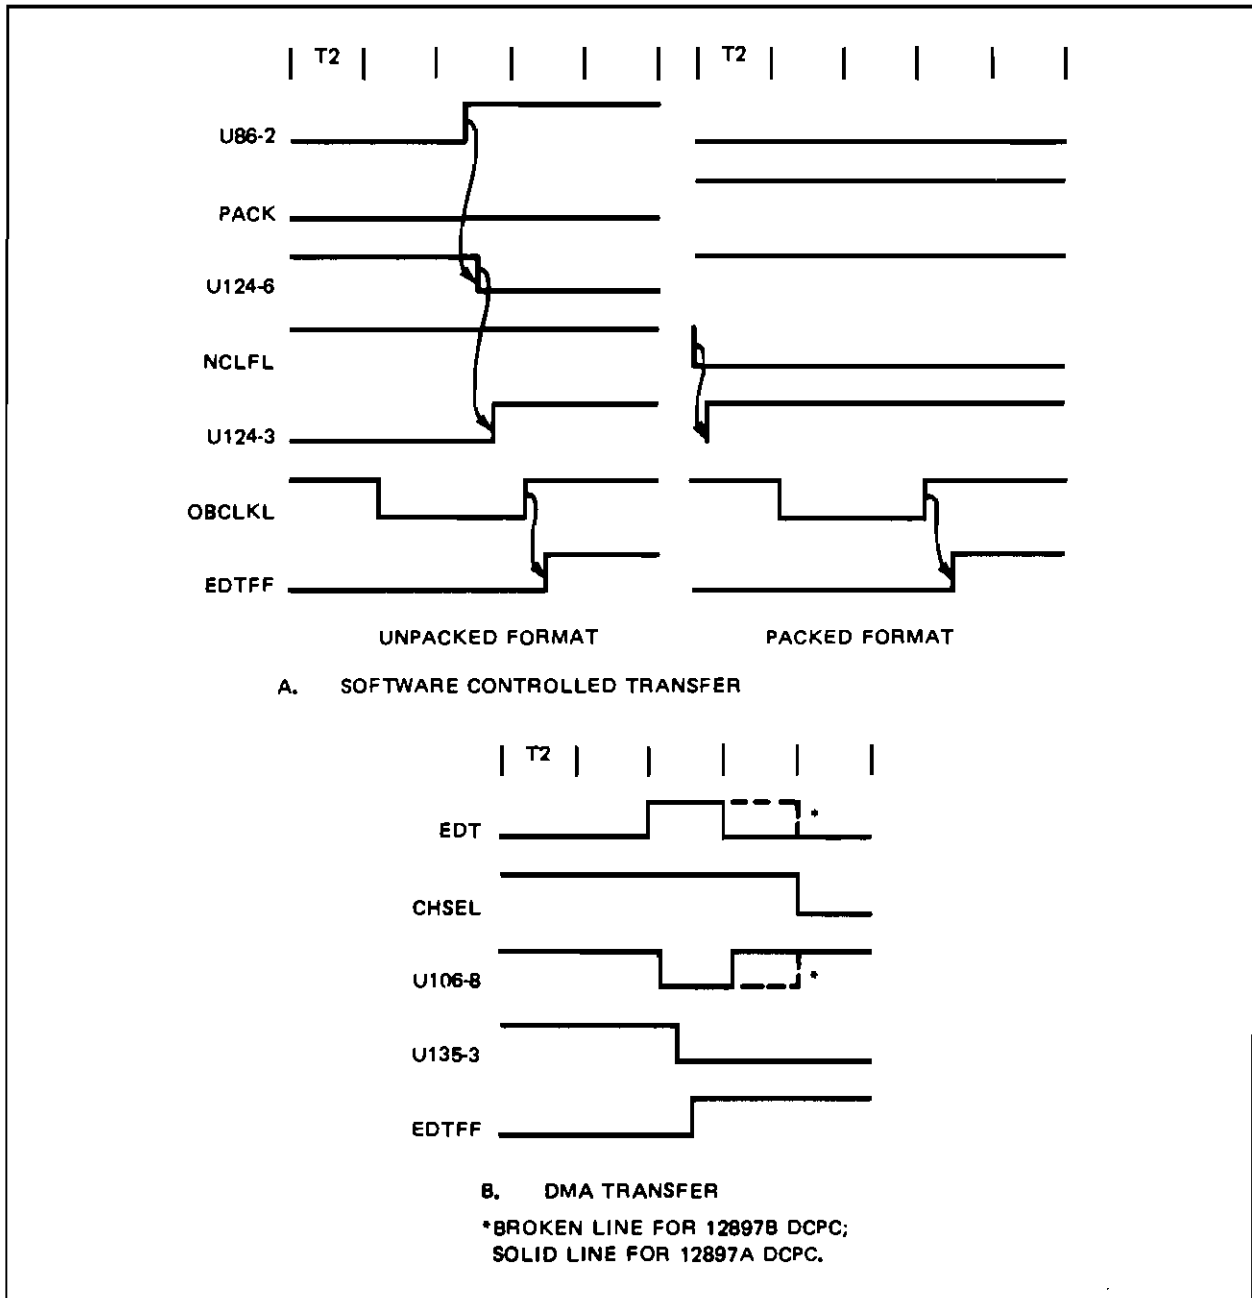 T2 T2
U86-2
PACK
U124-6
NCLFL
U124-3
OBCLKL
EDTFF
UNPACKED FORMAT PACKED FORMAT
A. SOFTWARE CONTROLLED TRANSFER
T2
EDT
*
CHSEL
U106-8
*
U135-3
EDTFF
B. DMA TRANSFER
*BROKEN LINE FOR 12897B DCPC;
SOLID LINE FOR 12897A DCPC.